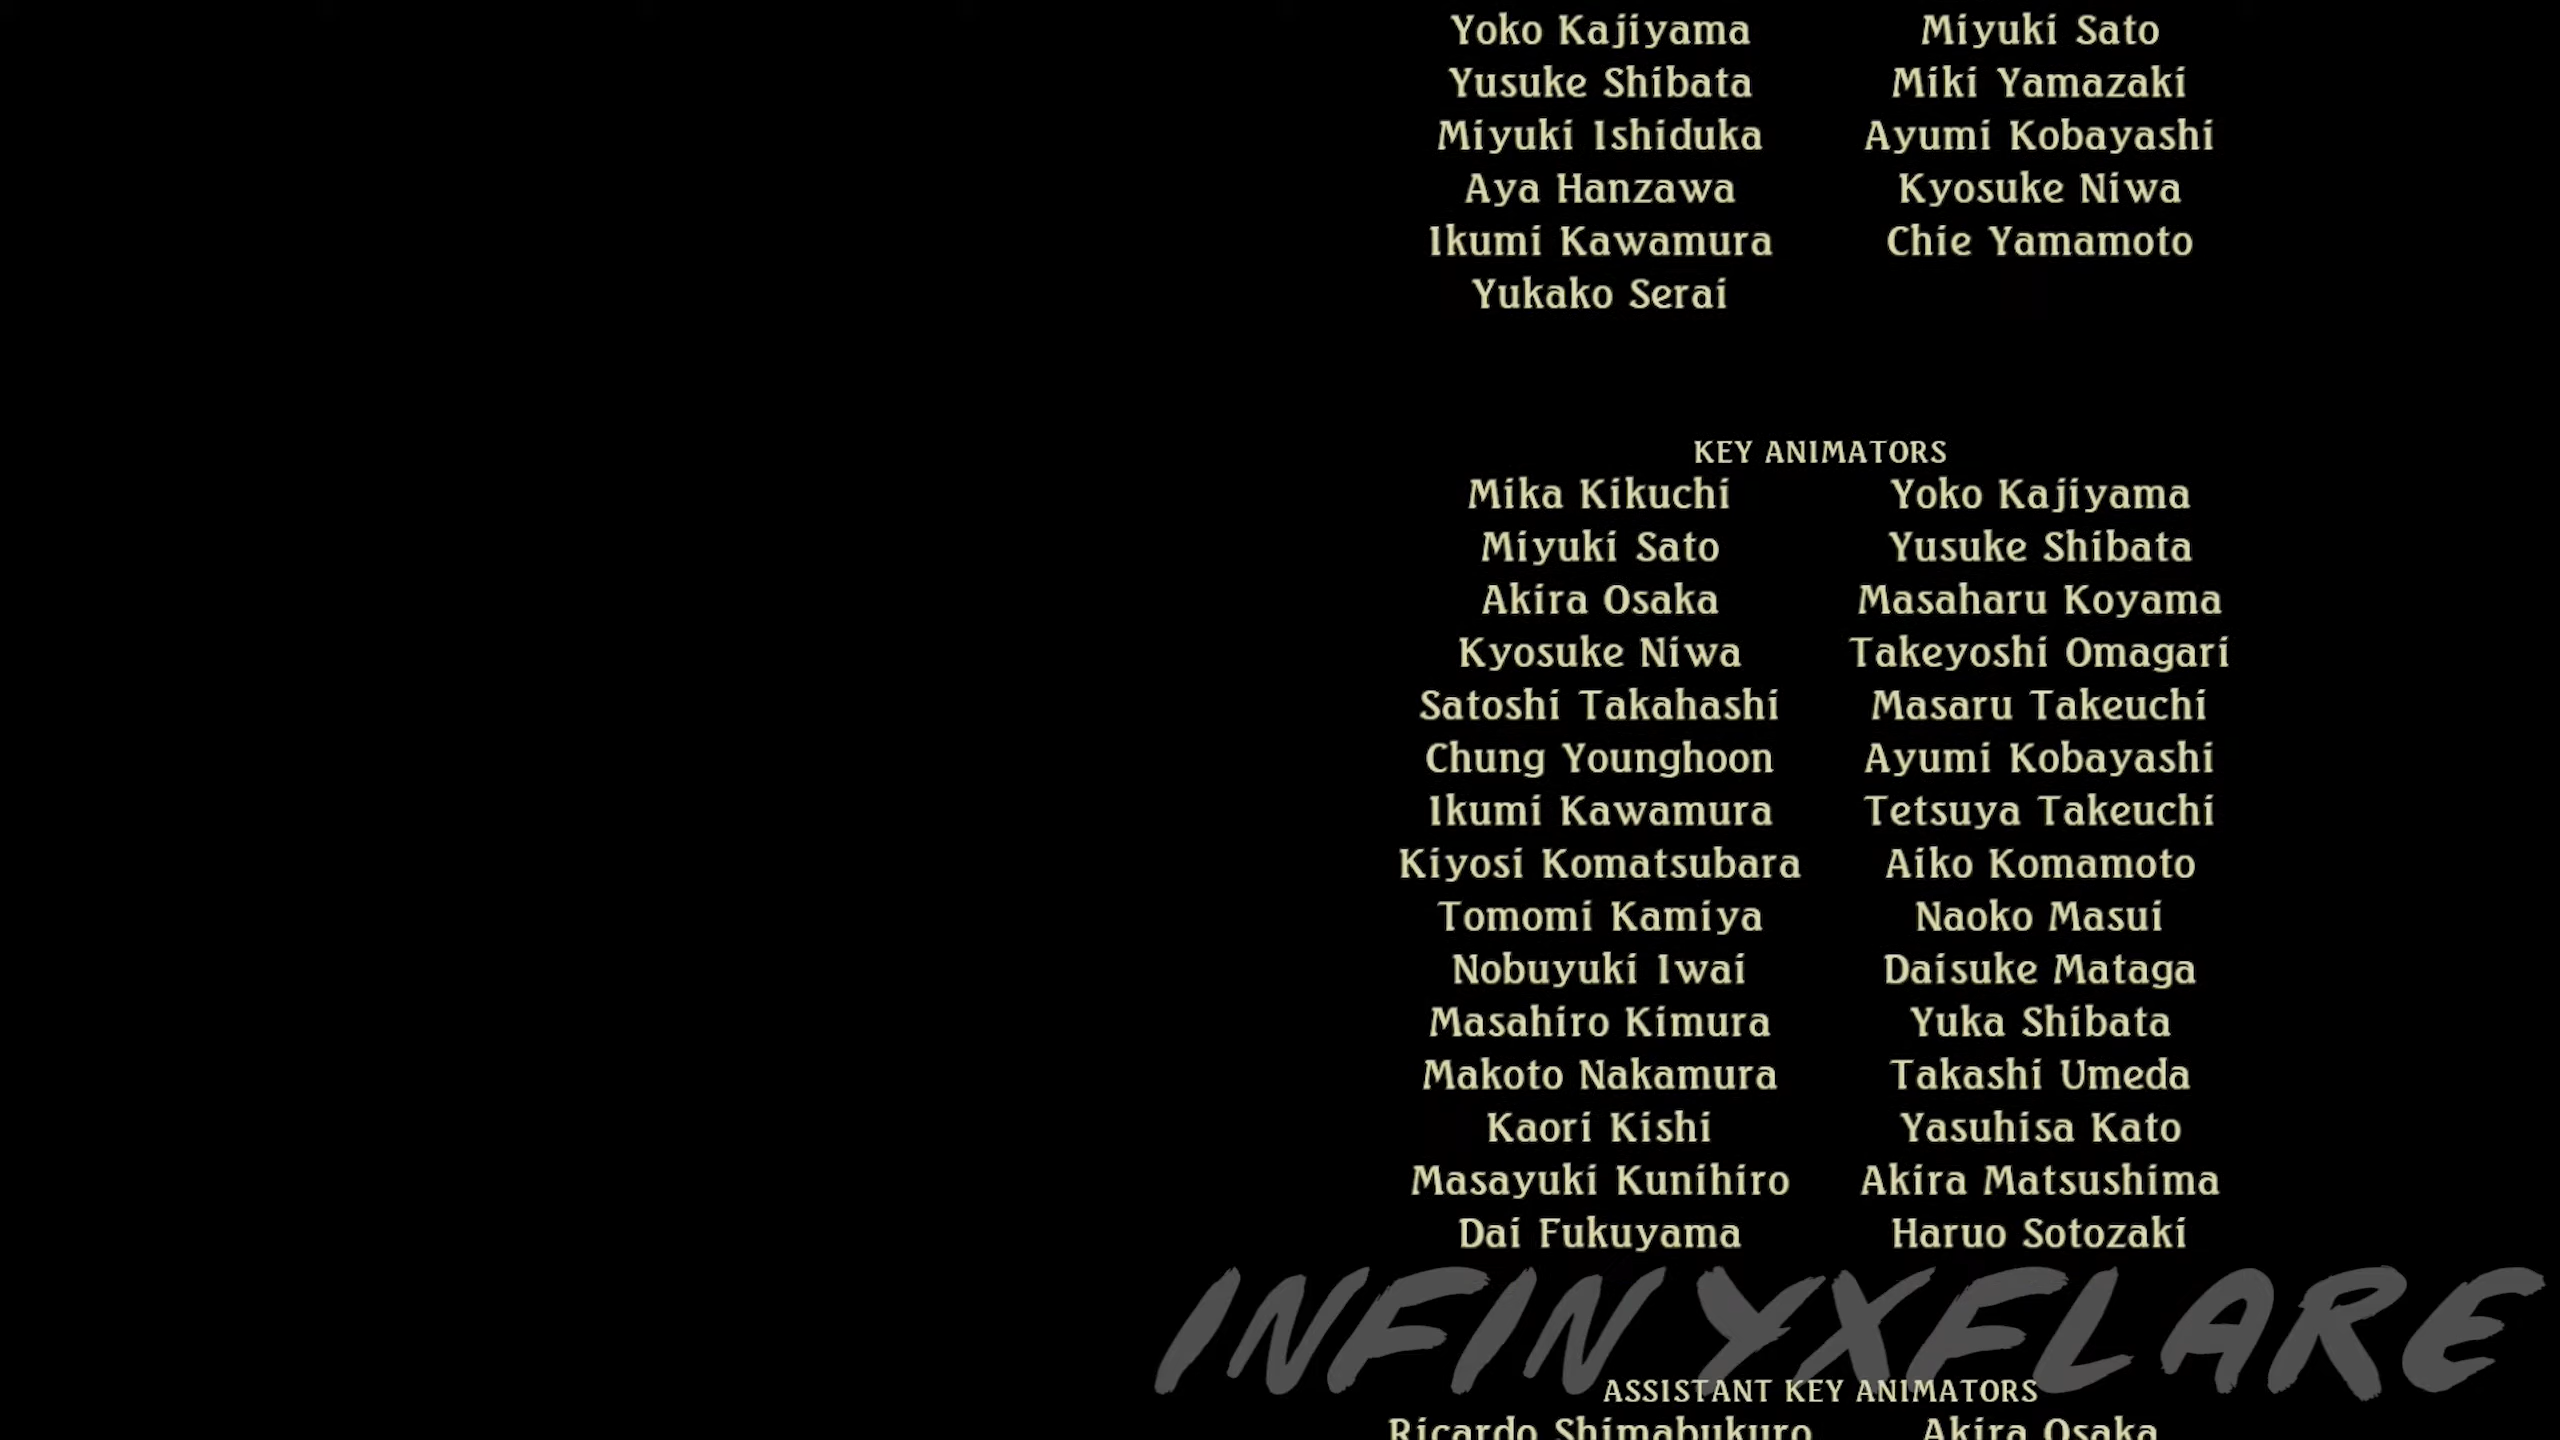 Yoko Kajiyama Miyuki Sato
Yusuke Shibata Miki Yamazaki
Miyuki Ishiduka Ayumi Kobayashi
Aya Hanzawa Kyosuke Niwa
Ikumi Kawamura Chie Yamamoto
Yukako Serai
KEY ANIMATORS
Mika Kikuchi Yoko Kajiyama
Miyuki Sato Yusuke Shibata
Akira Osaka Masaharu Koyama
Kyosuke Niwa Takeyoshi Omagari
Satoshi Takahashi Masaru Takeuchi
Chung Younghoon Ayumi Kobayashi
Ikumi Kawamura Tetsuya Takeuchi
Kiyosi Komatsubara Aiko Komamoto
Tomomi Kamiya Naoko Masui
Nobuyuki Iwai Daisuke Mataga
Masahiro Kimura Yuka Shibata
Makoto Nakamura Takashi Umeda
Kaori Kishi Yasuhisa Kato
Masayuki Kunihiro Akira Matsushima
Dai Fukuyama Haruo Sotozaki
INFINYXFLARE
ASSISTANT KEY ANIMATORS
Ricardo Shimabukuro Akira Osaka